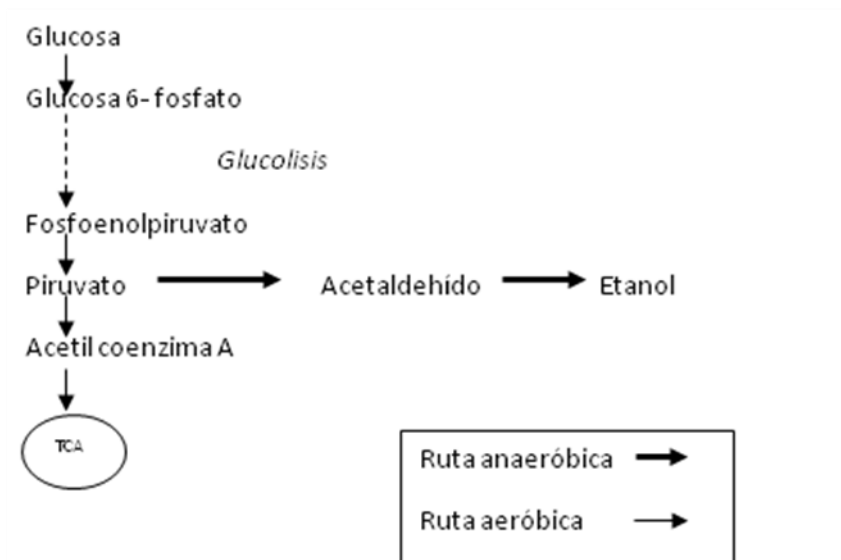 Glucosa
Glucosa 6-fosfato
Glucolisis
Fosfoenolpiruvato
Piruvato Acetaldehído Etanol
Acetil coenzima A
TCA
Ruta anaeróbica
Ruta aeróbica